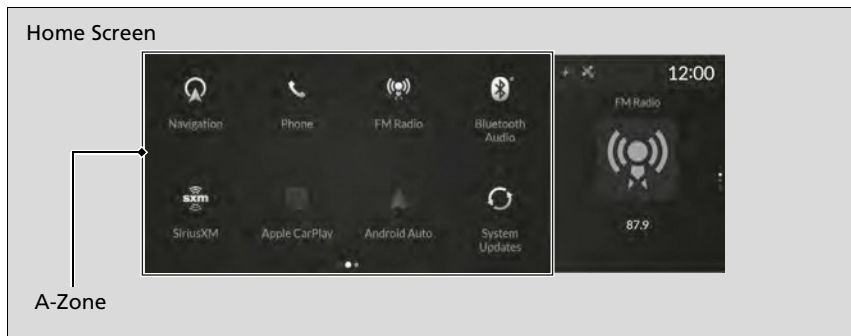 Home Screen
12:00
Navigation
Phone
FM Radio
Bluetooth
Audio
FM Radio
sxm
SiriusXM
Apple CarPlay
Android Auto
System
Updates
87.9
A-Zone